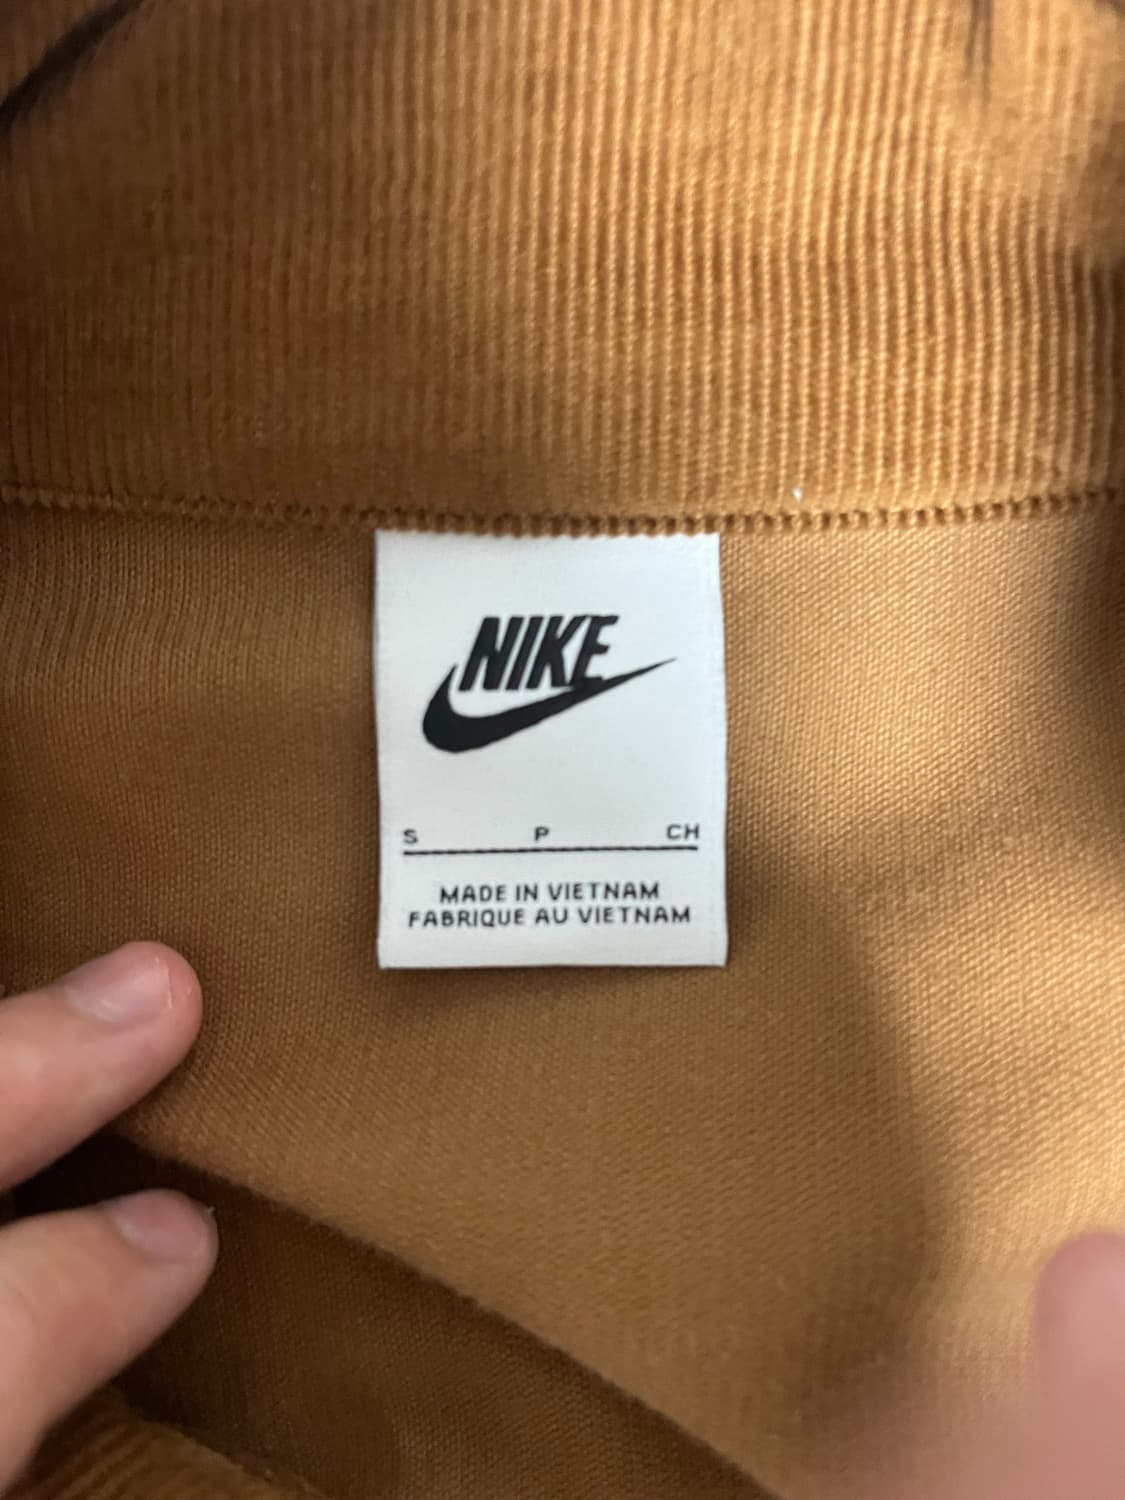 NIKE
S P CH
MADE IN VIETNAM
FABRIQUE AU VIETNAM